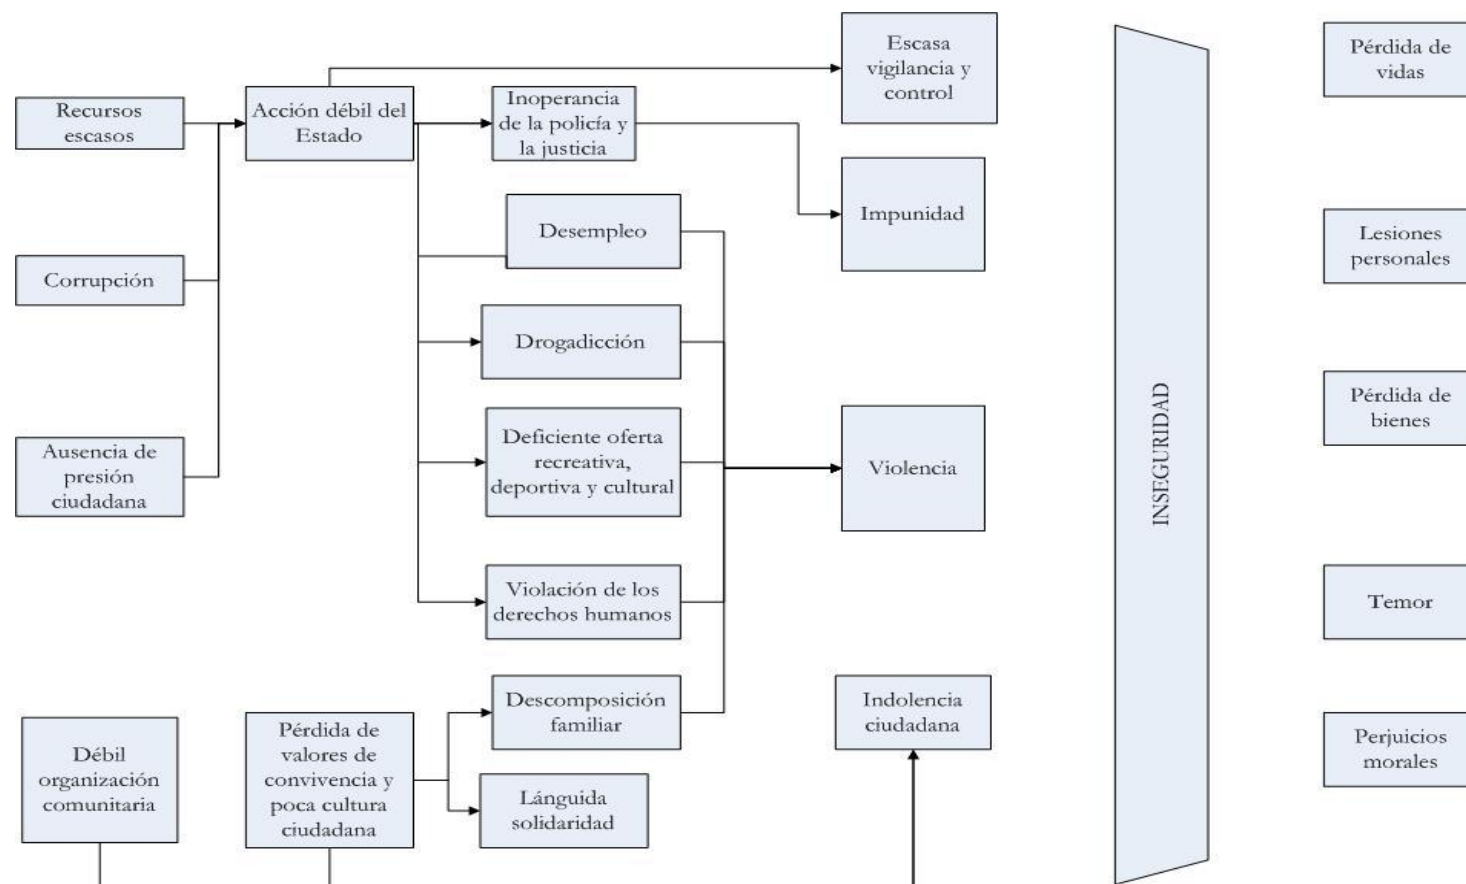 Recursos
escasos
Corrupción
Ausencia de
presión
ciudadana
Débil
organización
comunitaria
Acción débil del
Estado
Pérdida de
valores de
convivencia y
poca cultura
ciudadana
Inoperancia
de la policía y
la justicia
Desempleo
Drogadicción
Deficiente oferta
recreativa,
deportiva y cultural
Violación de los
derechos humanos
Descomposición
familiar
Lánguida
solidaridad
Escasa
vigilancia y
control
Impunidad
Violencia
Indolencia
ciudadana
INSEGURIDAD
Pérdida de
vidas
Lesiones
personales
Pérdida de
bienes
Temor
Perjuicios
morales